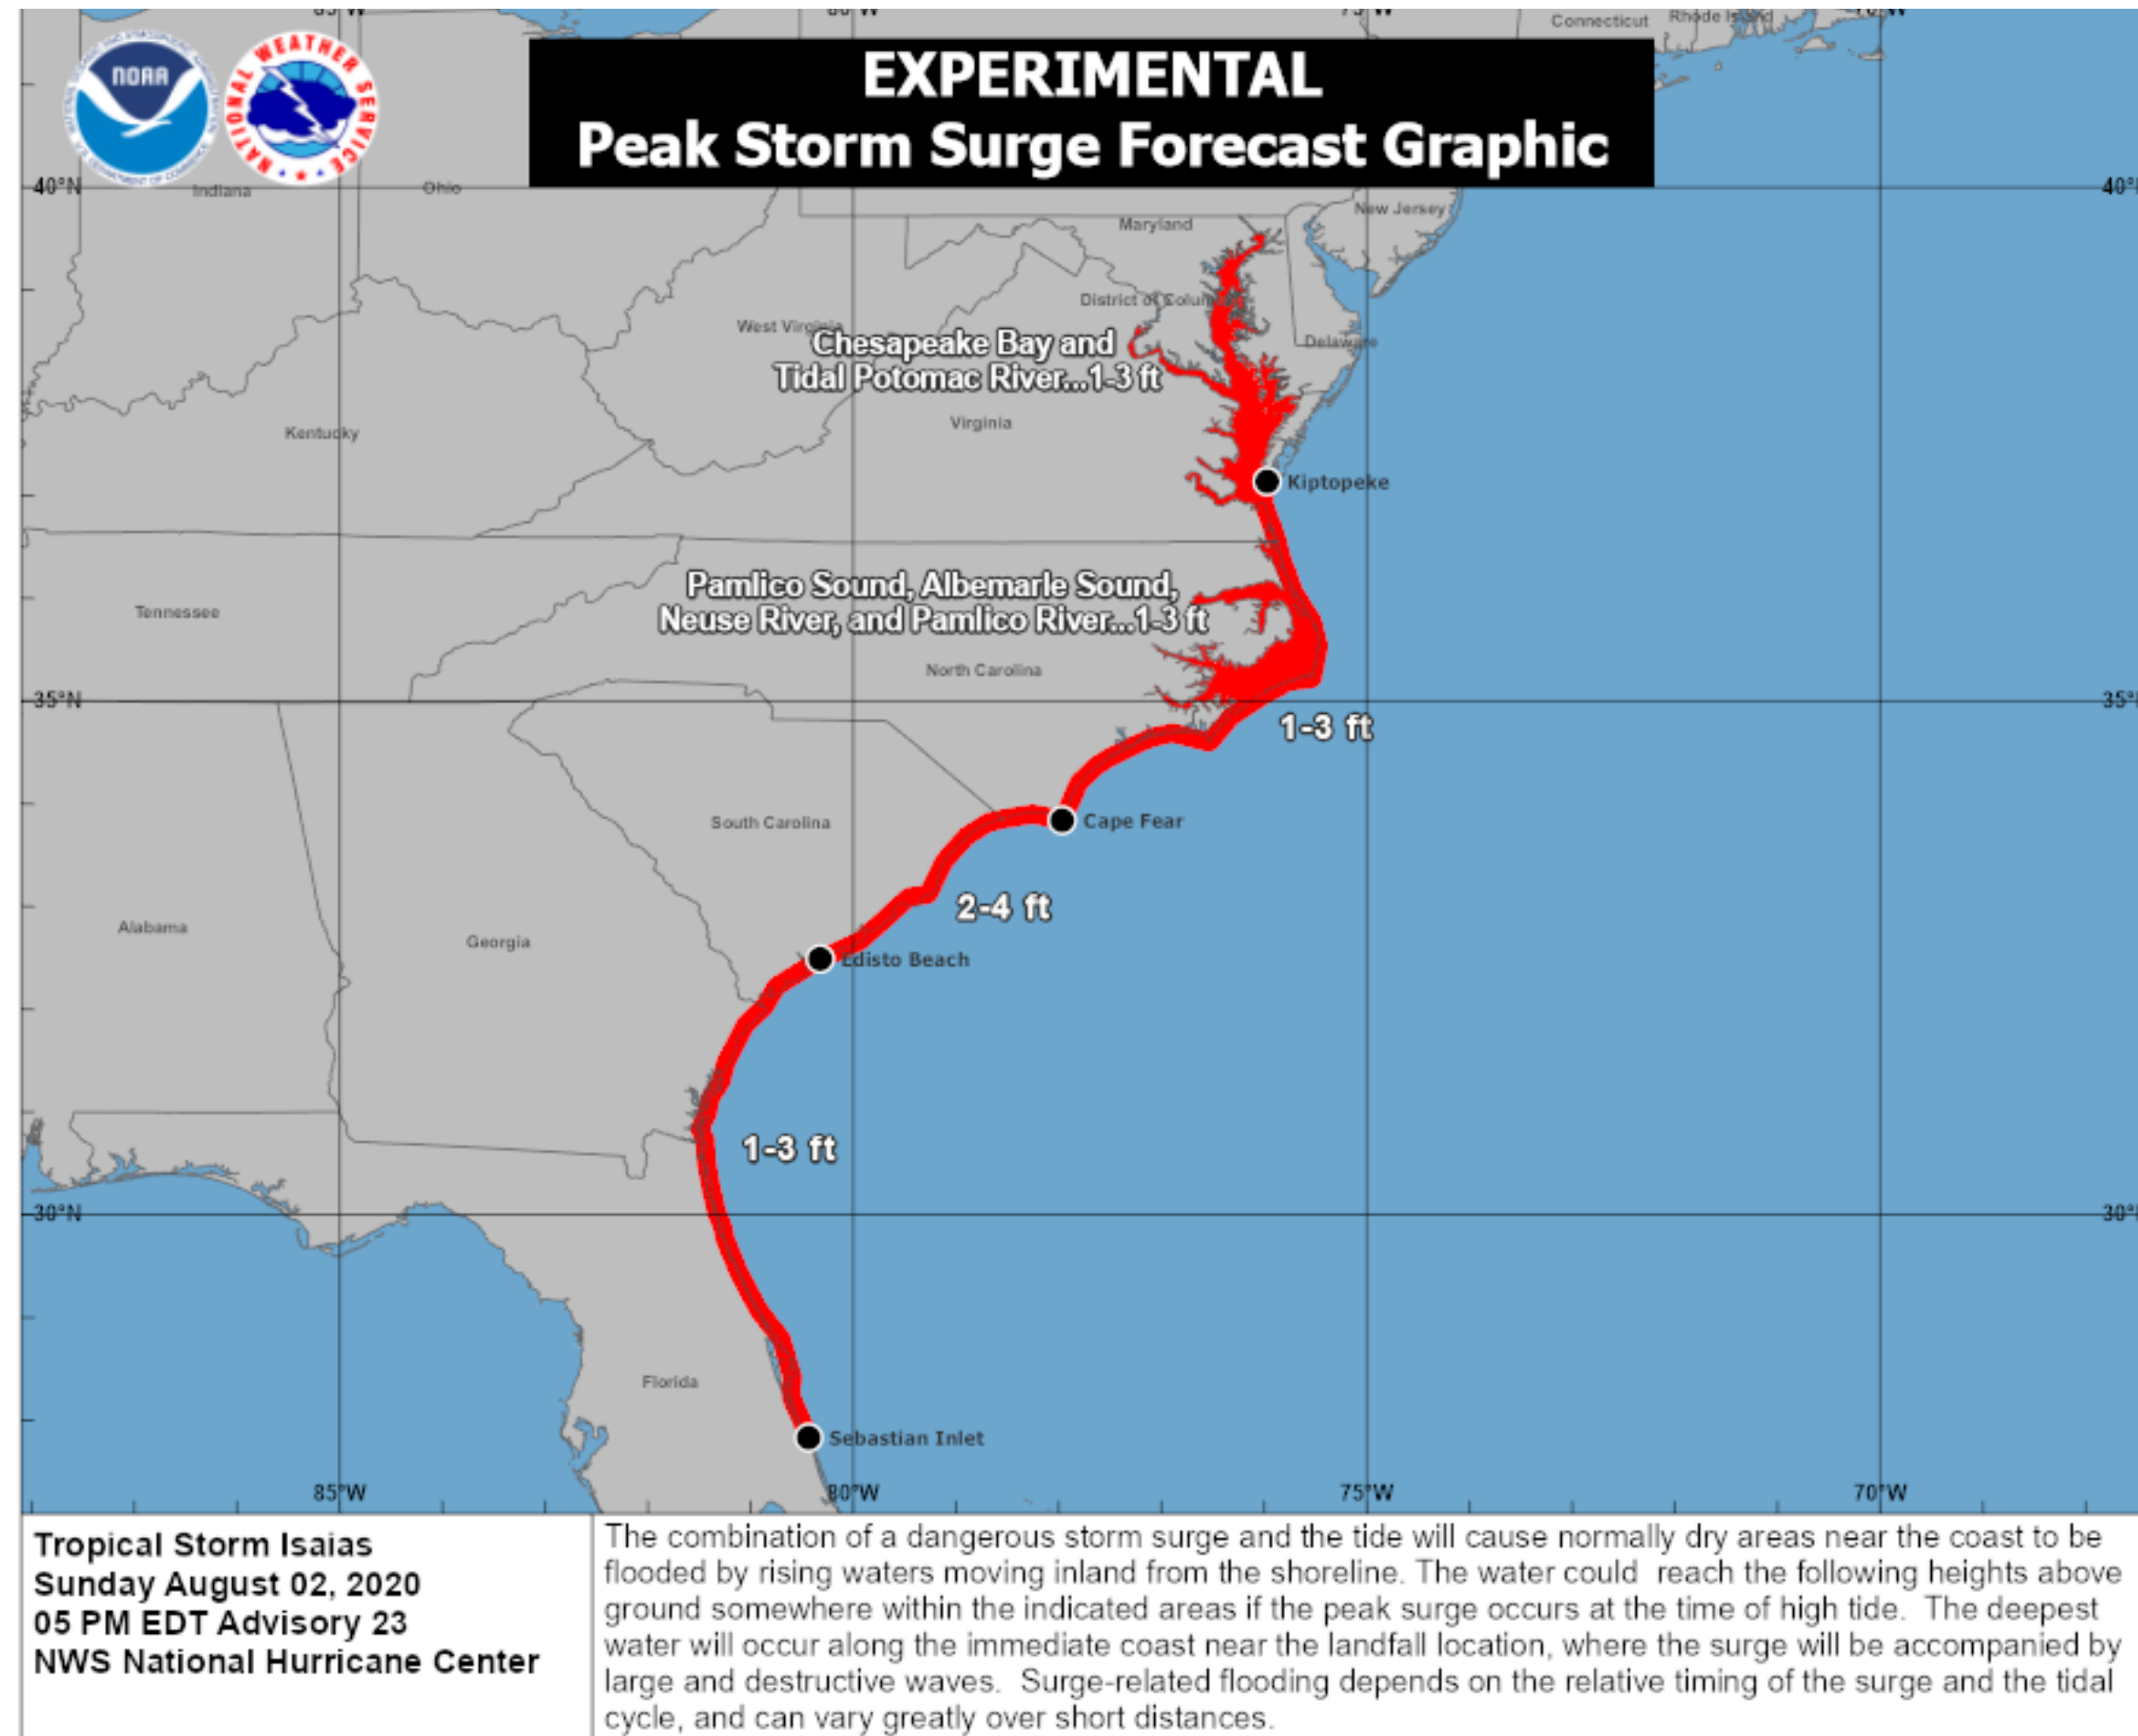 85°W
80°W
75°W
70°W
Connecticut
Rhode Island
NOAA
NATIONAL WEATHER SERVICE
EXPERIMENTAL
Peak Storm Surge Forecast Graphic
40°N
40°
Indiana
Ohio
Maryland
New Jersey
District of Colum
West Virginia
Delaware
Chesapeake Bay and
Tidal Potomac River...1-3 ft
Virginia
Kentucky
Kiptopeke
Pamlico Sound, Albemarle Sound,
Neuse River, and Pamlico River...1-3 ft
Tennessee
North Carolina
35°N
35°
1-3 ft
South Carolina
Cape Fear
2-4 ft
Alabama
Georgia
Edisto Beach
1-3 ft
30°N
30°
Florida
Sebastian Inlet
85°W
80°W
75°W
70°W
Tropical Storm Isaias
Sunday August 02, 2020
05 PM EDT Advisory 23
NWS National Hurricane Center
The combination of a dangerous storm surge and the tide will cause normally dry areas near the coast to be
flooded by rising waters moving inland from the shoreline. The water could  reach the following heights above
ground somewhere within the indicated areas if the peak surge occurs at the time of high tide.  The deepest
water will occur along the immediate coast near the landfall location, where the surge will be accompanied by
large and destructive waves.  Surge-related flooding depends on the relative timing of the surge and the tidal
cycle, and can vary greatly over short distances.